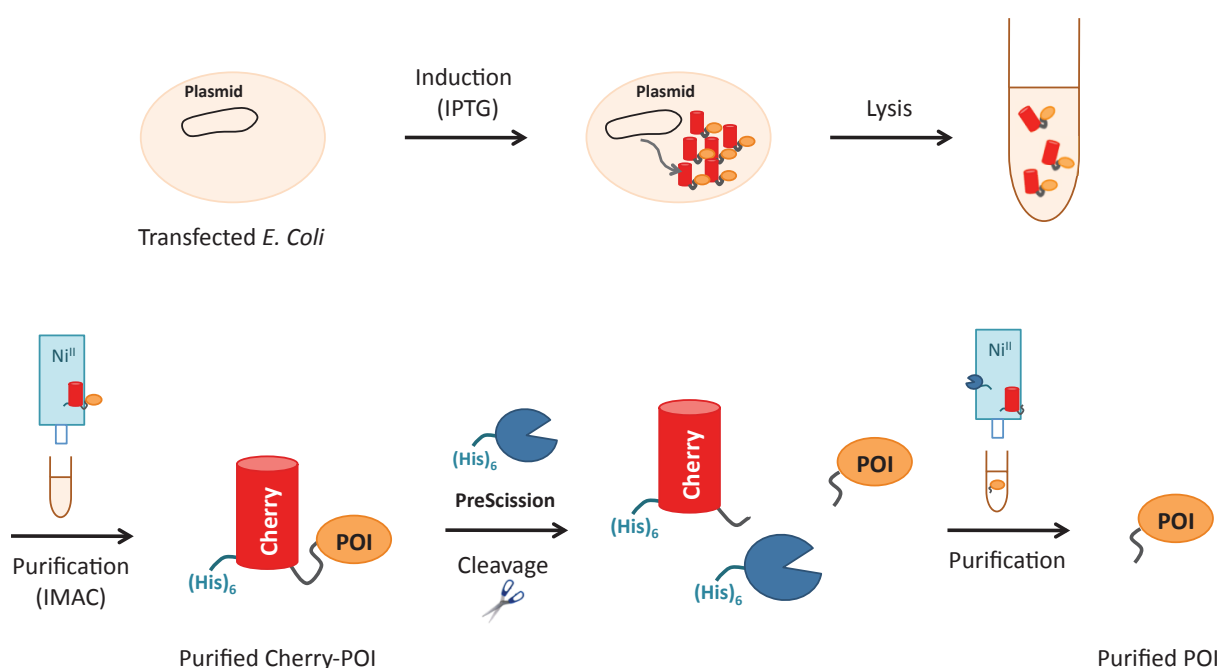 Plasmid
Induction
(IPTG)
Plasmid
Lysis
Transfected E. Coli
Ni^II
Purification
(IMAC)
(His)₆
Cherry
POI
Purified Cherry-POI
(His)₆
PreScission
Cleavage
(His)₆
Cherry
POI
(His)₆
Ni^II
Purification
POI
Purified POI